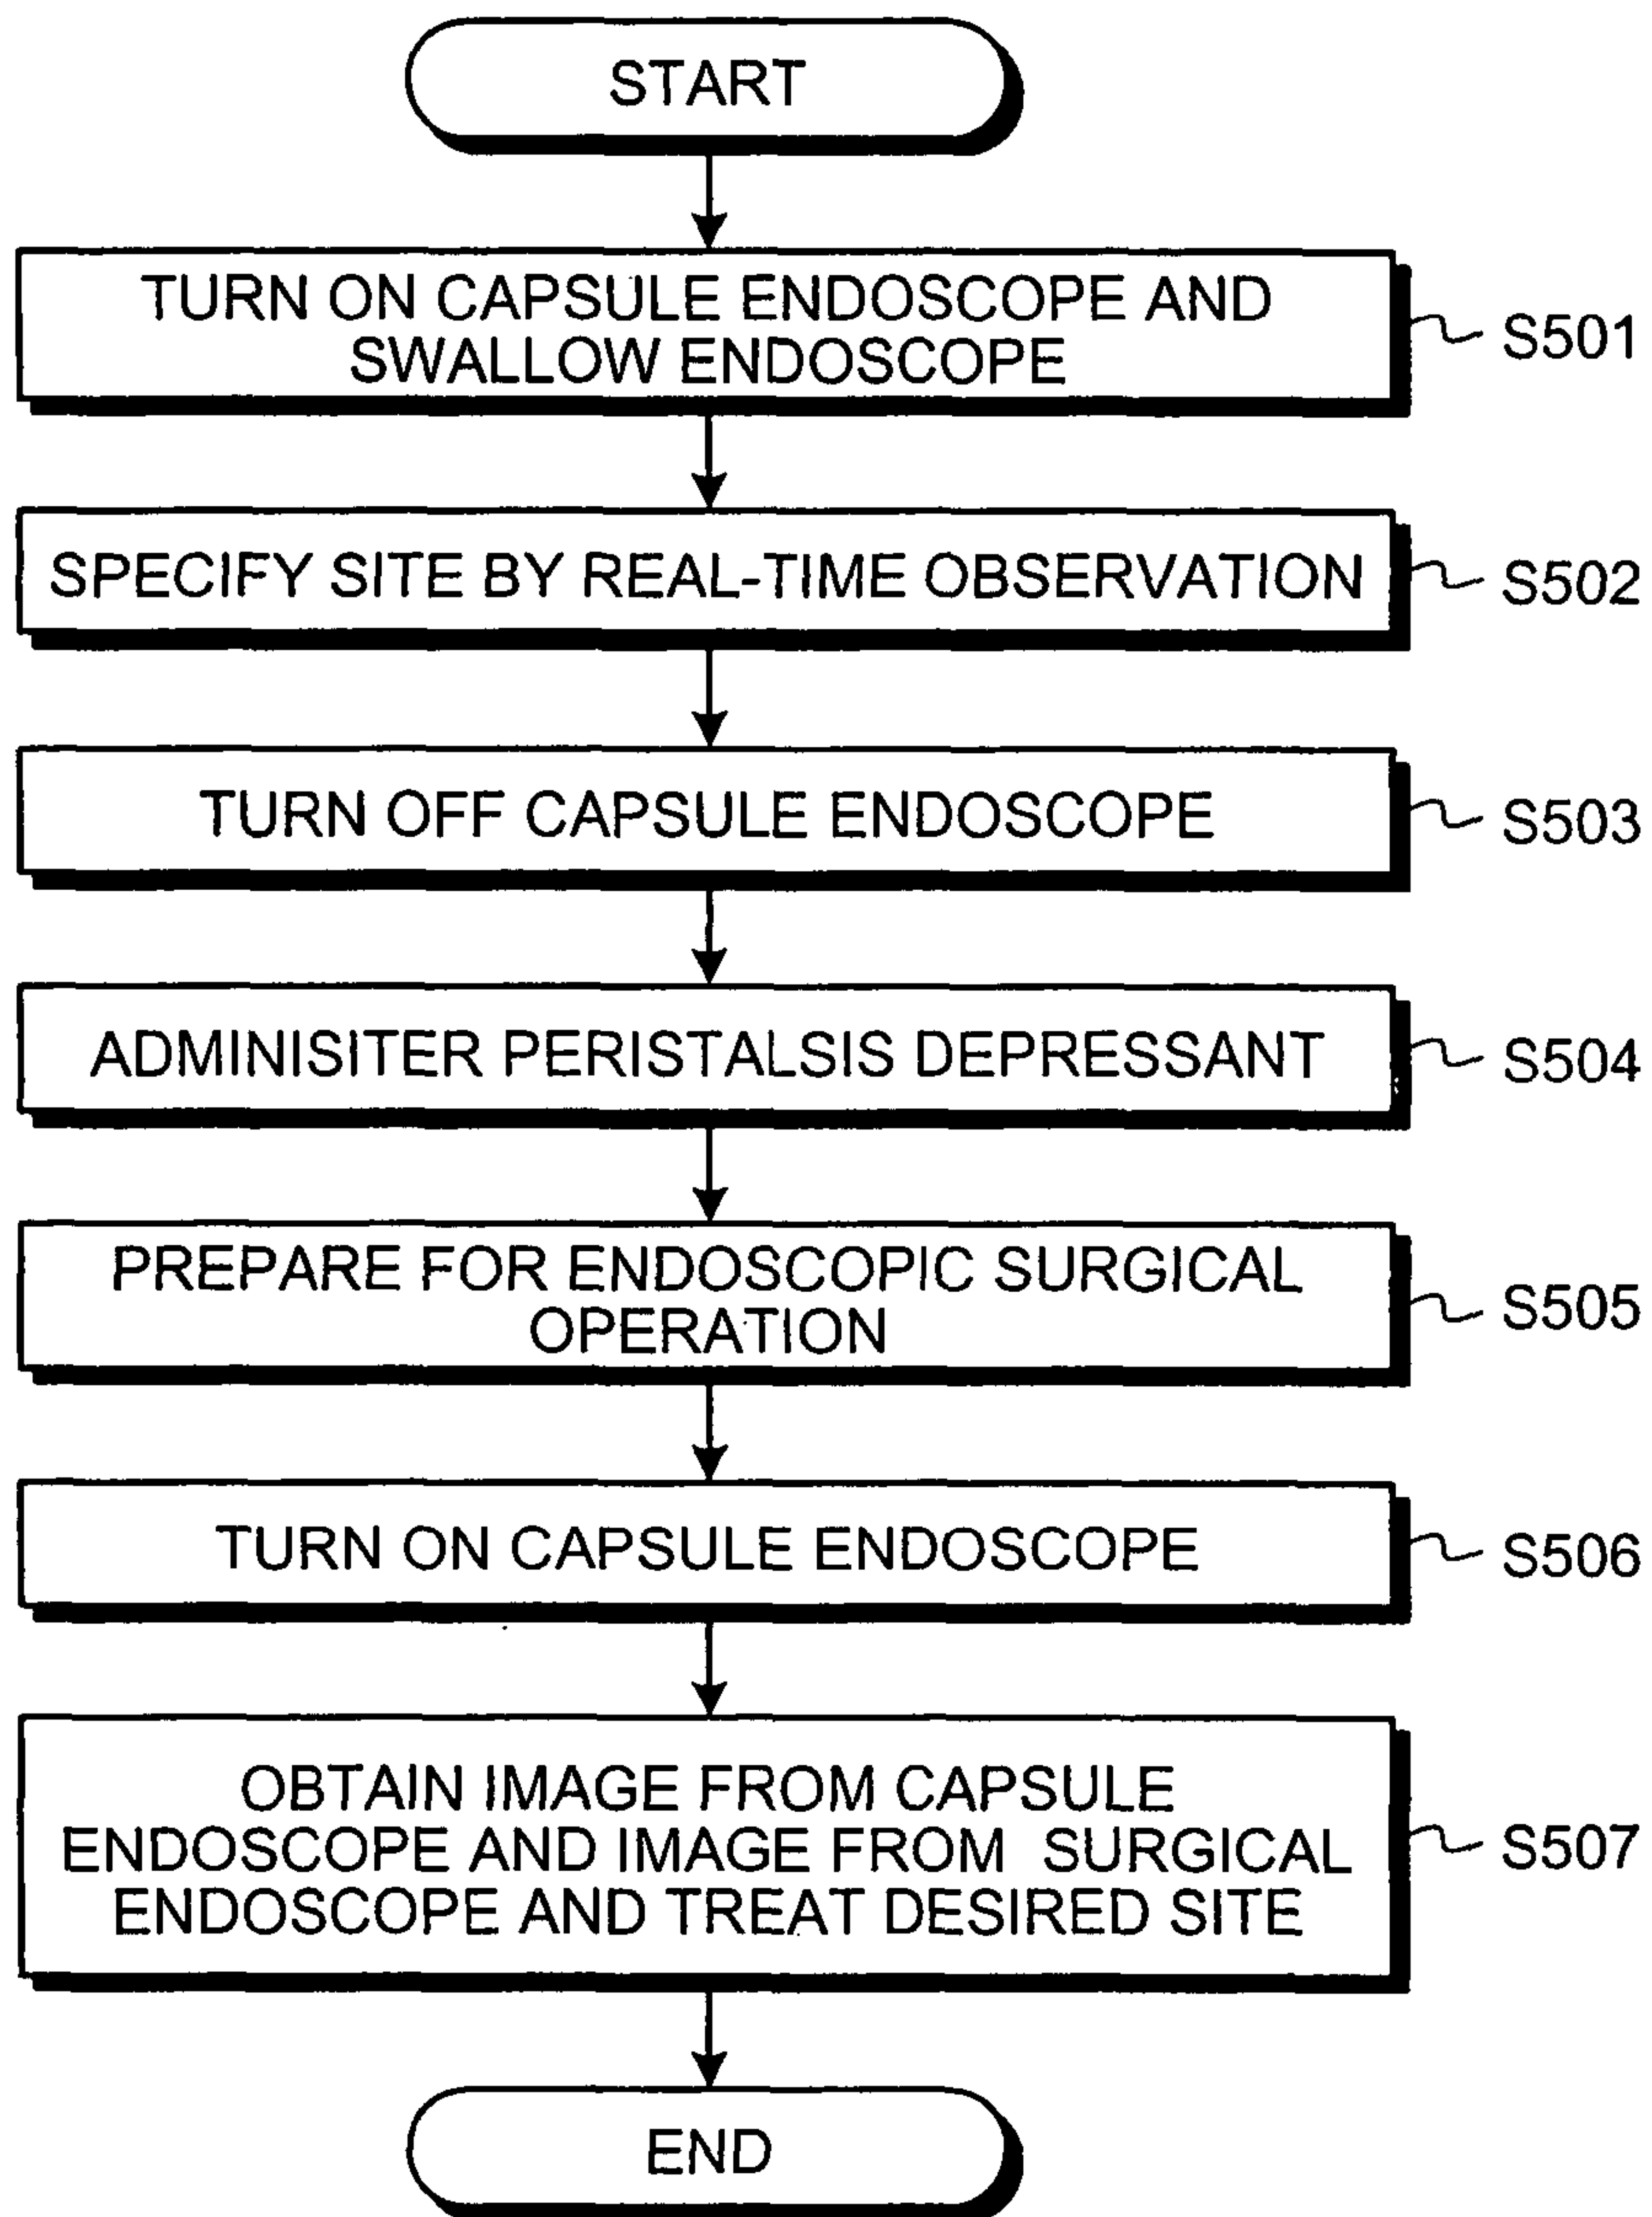 START
TURN ON CAPSULE ENDOSCOPE AND
SWALLOW ENDOSCOPE
S501
SPECIFY SITE BY REAL-TIME OBSERVATION
S502
TURN OFF CAPSULE ENDOSCOPE
S503
ADMINISITER PERISTALSIS DEPRESSANT
S504
PREPARE FOR ENDOSCOPIC SURGICAL
OPERATION
S505
TURN ON CAPSULE ENDOSCOPE
S506
OBTAIN IMAGE FROM CAPSULE
ENDOSCOPE AND IMAGE FROM SURGICAL
ENDOSCOPE AND TREAT DESIRED SITE
S507
END